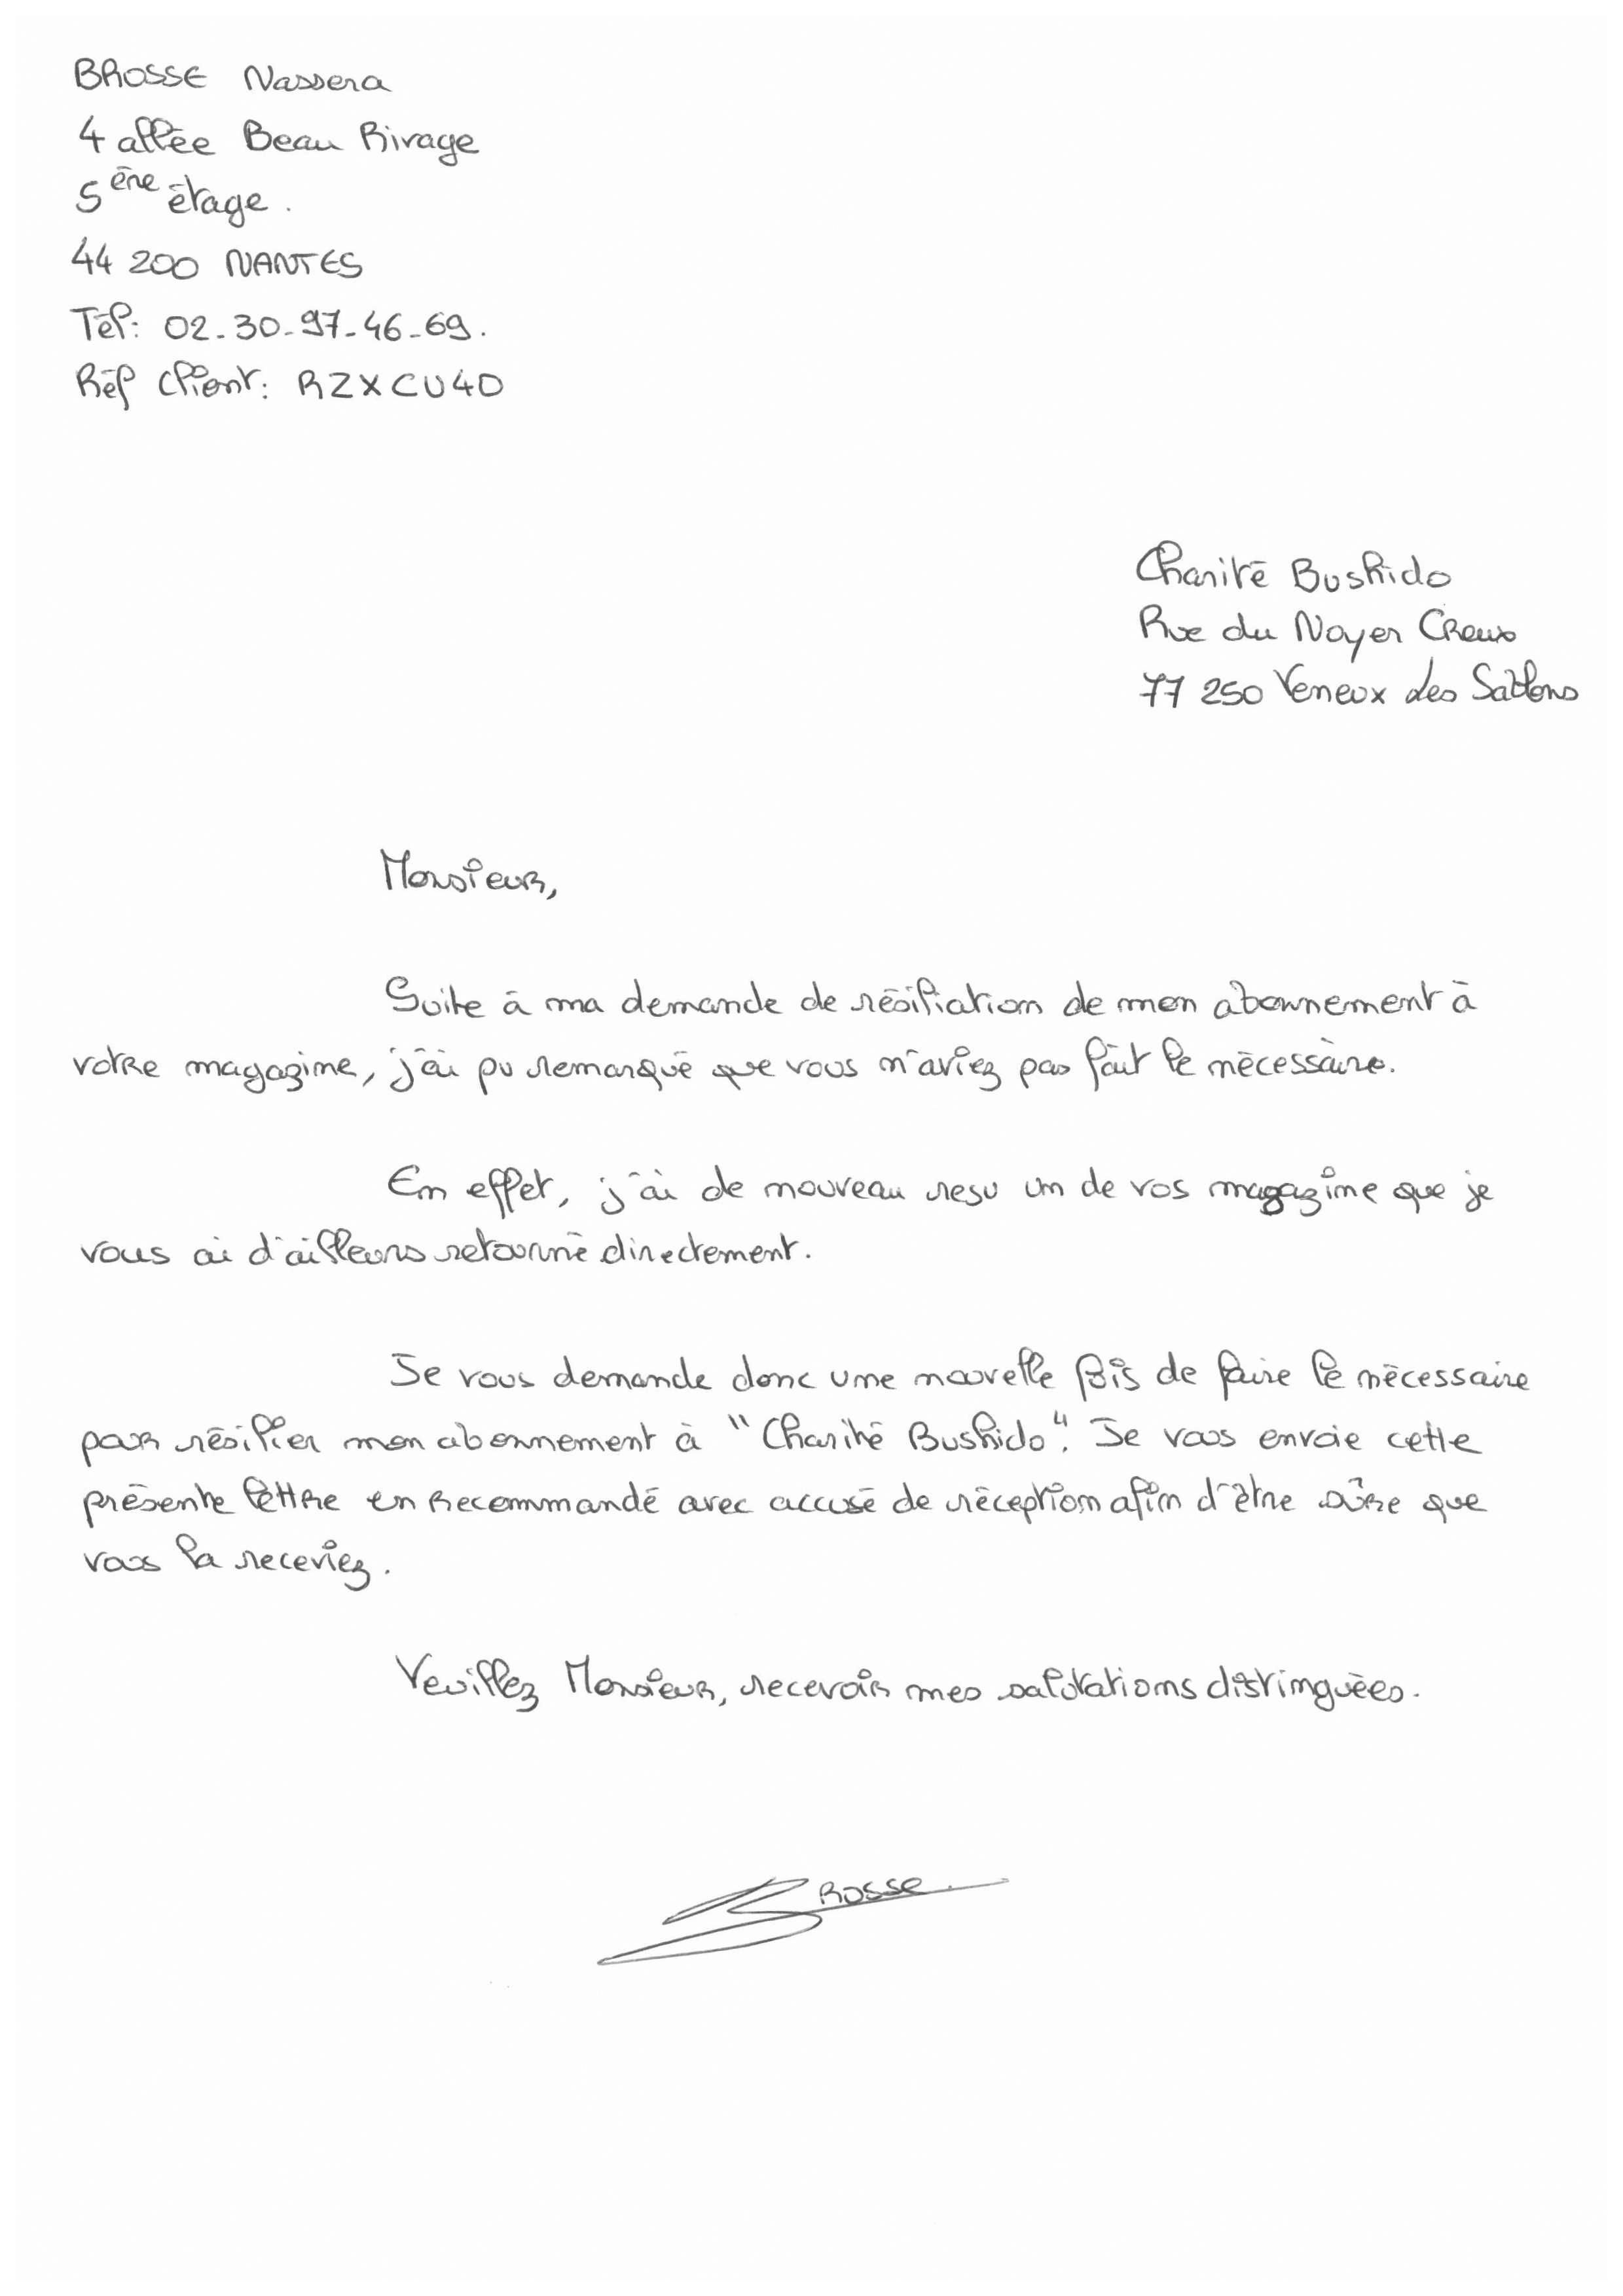 BROSSE Nassera
4 allée Beau Rivage
5ème étage.
44 200 NANTES
Tél: 02-30-97-46-69.
Réf client: RZXCU40
Charité Bushido
Rue du Noyer Creux
77 250 Veneux les Sablons
Monsieur,
Suite à ma demande de résiliation de mon abonnement à
votre magazine, j'ai pu remarqué que vous n'aviez pas fait le nécessaire.
En effet, j'ai de nouveau resu un de vos magazine que je
vous ai d'ailleurs retourné directement.
Je vous demande donc une nouvelle fois de faire le nécessaire
pour résilier mon abonnement à "Charité Bushido". Je vous envoie cette
présente lettre en recommandé avec accusé de réception afin d'être sûre que
vous la receviez.
Veuillez Monsieur, recevoir mes salutations distinguées.
BROSSE